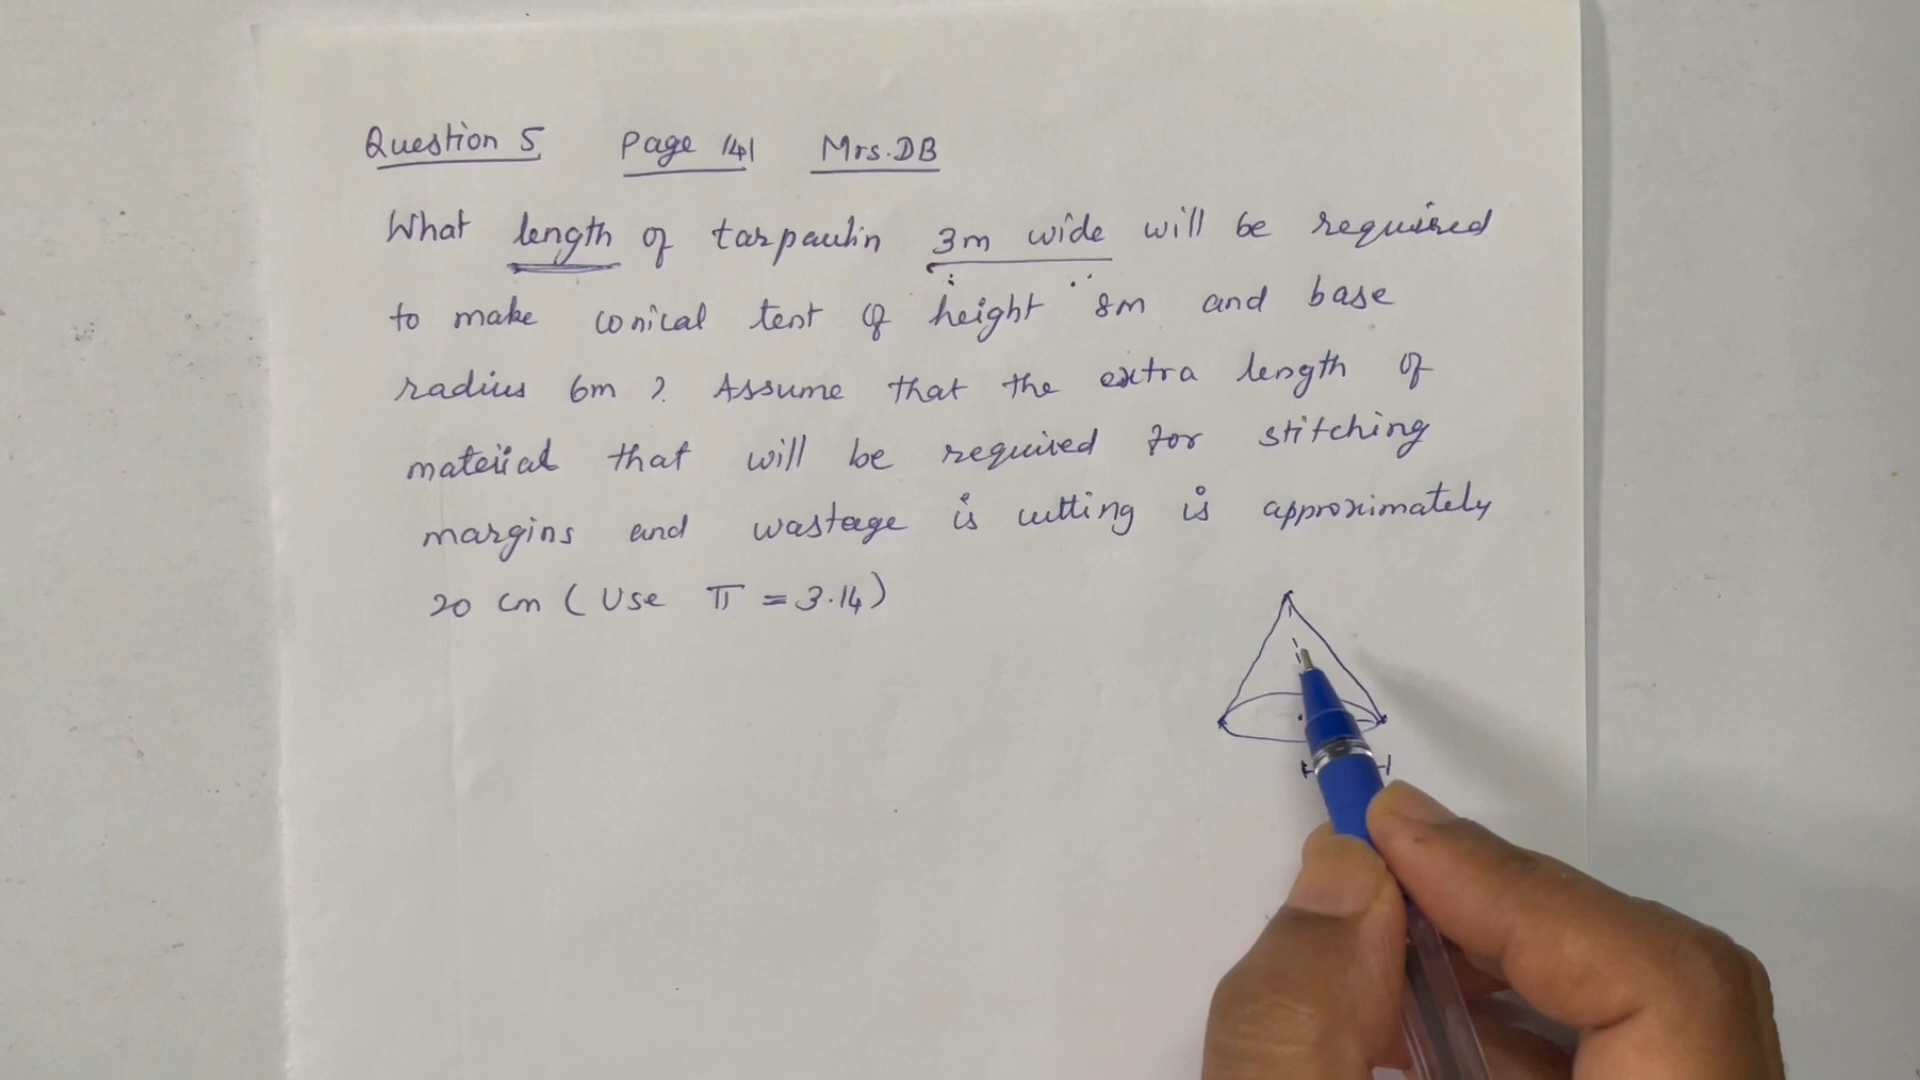 Question 5 Page 141 Mrs.DB
What length of tarpaulin 3m wide will be required
to make conical tent of height 8m and base
radius 6m ? Assume that the extra length of
material that will be required for stitching
margins and wastage is cutting is approximately
20 cm ( Use π = 3.14 )